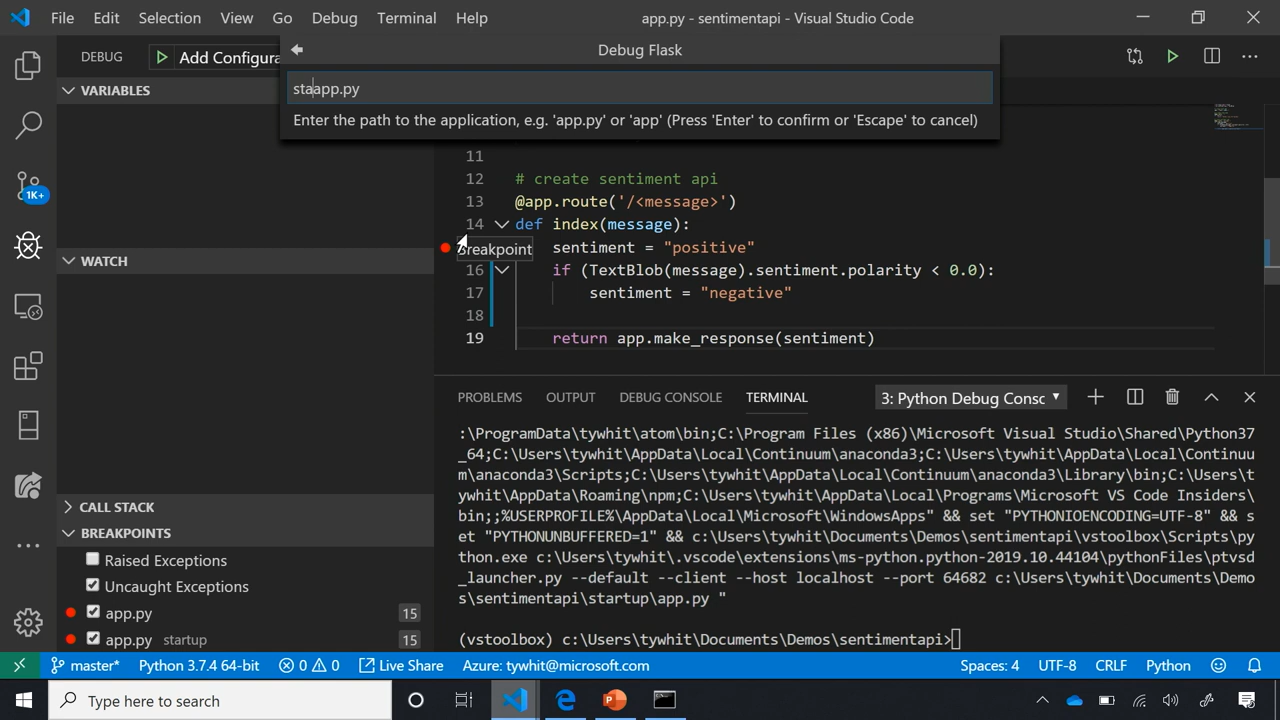 File Edit Selection View Go Debug Terminal Help
app.py - sentimentapi - Visual Studio Code
DEBUG
Add Configura
Debug Flask
staapp.py
Enter the path to the application, e.g. 'app.py' or 'app' (Press 'Enter' to confirm or 'Escape' to cancel)
VARIABLES
WATCH
CALL STACK
BREAKPOINTS
Raised Exceptions
Uncaught Exceptions
app.py 15
app.py startup 15
1K+
11
12 # create sentiment api
13 @app.route('/<message>')
14 def index(message):
Breakpoint
sentiment = "positive"
16 if (TextBlob(message).sentiment.polarity < 0.0):
17 sentiment = "negative"
18
19 return app.make_response(sentiment)
PROBLEMS OUTPUT DEBUG CONSOLE TERMINAL
3: Python Debug Consc
:\ProgramData\tywhit\atom\bin;C:\Program Files (x86)\Microsoft Visual Studio\Shared\Python37
_64;C:\Users\tywhit\AppData\Local\Continuum\anaconda3;C:\Users\tywhit\AppData\Local\Continuu
m\anaconda3\Scripts;C:\Users\tywhit\AppData\Local\Continuum\anaconda3\Library\bin;C:\Users\t
ywhit\AppData\Roaming\npm;C:\Users\tywhit\AppData\Local\Programs\Microsoft VS Code Insiders\
bin;;%USERPROFILE%\AppData\Local\Microsoft\WindowsApps" && set "PYTHONIOENCODING=UTF-8" && s
et "PYTHONUNBUFFERED=1" && c:\Users\tywhit\Documents\Demos\sentimentapi\vstoolbox\Scripts\py
thon.exe c:\Users\tywhit\.vscode\extensions\ms-python.python-2019.10.44104\pythonFiles\ptvsd
_launcher.py --default --client --host localhost --port 64682 c:\Users\tywhit\Documents\Demo
s\sentimentapi\startup\app.py "
(vstoolbox) c:\Users\tywhit\Documents\Demos\sentimentapi>
master* Python 3.7.4 64-bit 0 0 Live Share Azure: tywhit@microsoft.com Spaces: 4 UTF-8 CRLF Python
Type here to search